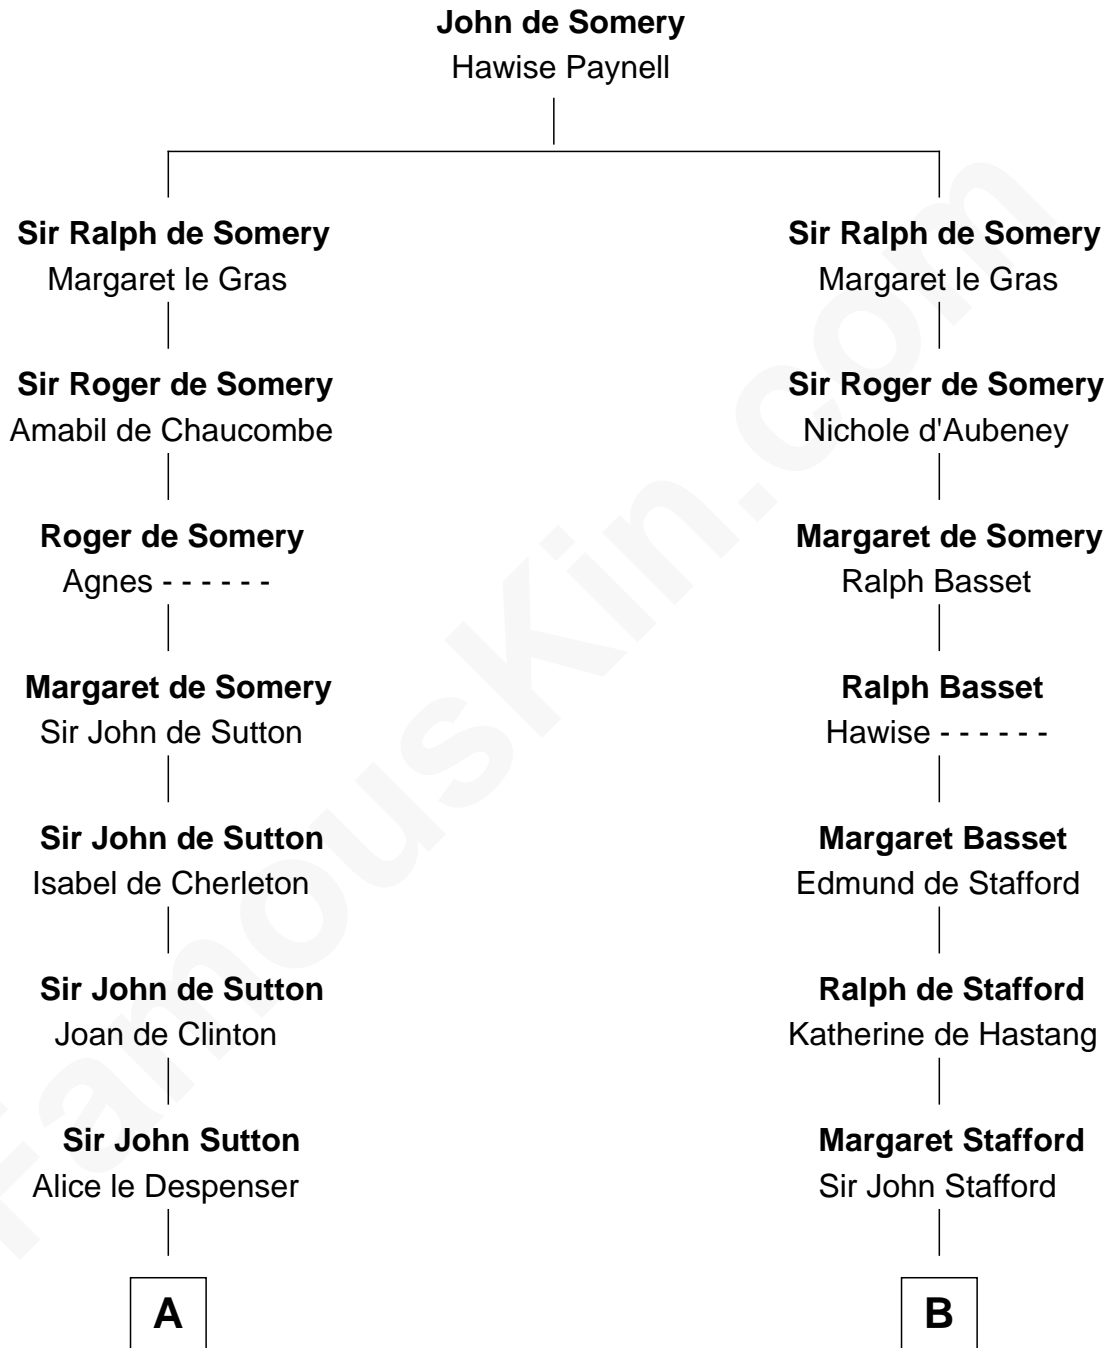 John de Somery
Hawise Paynell
Sir Ralph de Somery
Margaret le Gras
Sir Ralph de Somery
Margaret le Gras
Sir Roger de Somery
Amabil de Chaucombe
Sir Roger de Somery
Nichole d'Aubeney
Roger de Somery
Agnes - - - - - -
Margaret de Somery
Ralph Basset
Margaret de Somery
Sir John de Sutton
Ralph Basset
Hawise - - - - - -
Sir John de Sutton
Isabel de Cherleton
Margaret Basset
Edmund de Stafford
Sir John de Sutton
Joan de Clinton
Ralph de Stafford
Katherine de Hastang
Sir John Sutton
Alice le Despenser
Margaret Stafford
Sir John Stafford
A
B
FamousKin.com